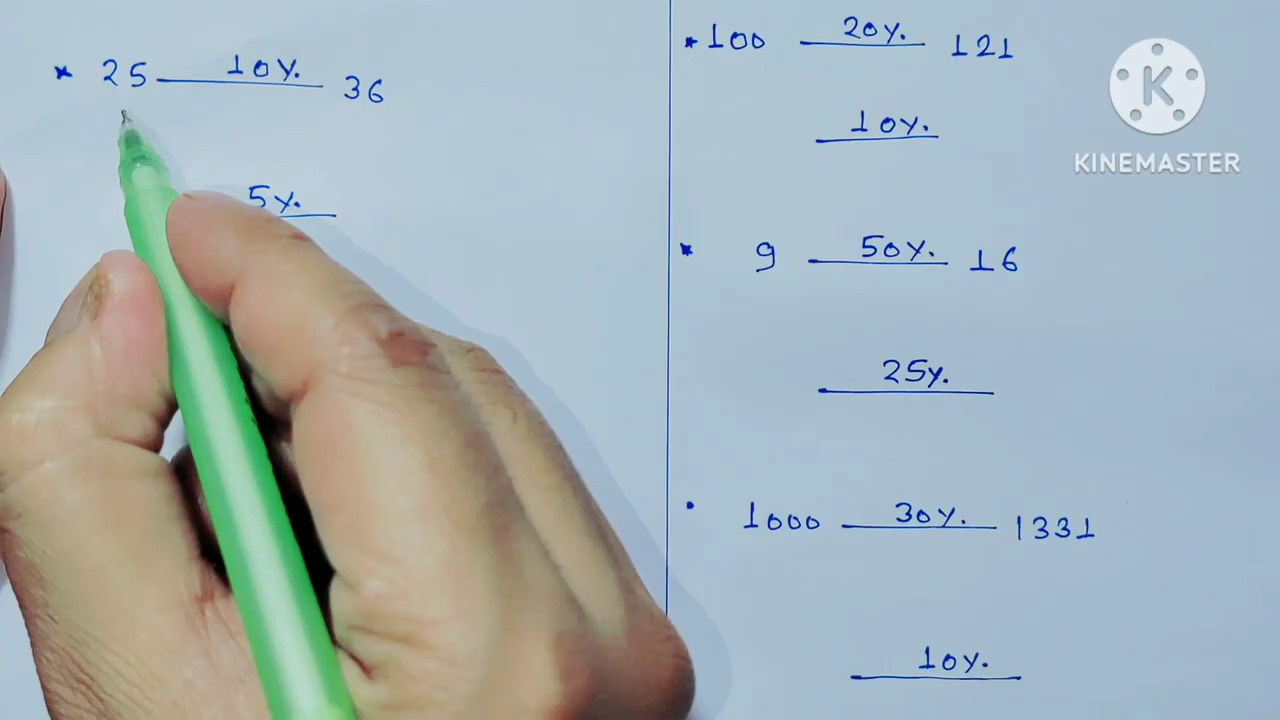 * 25 10y. 36
5y.
* 100 20y. 121
10y.
* 9 50y. 16
25y.
• 1000 30y. 1331
10y.
K
KINEMASTER